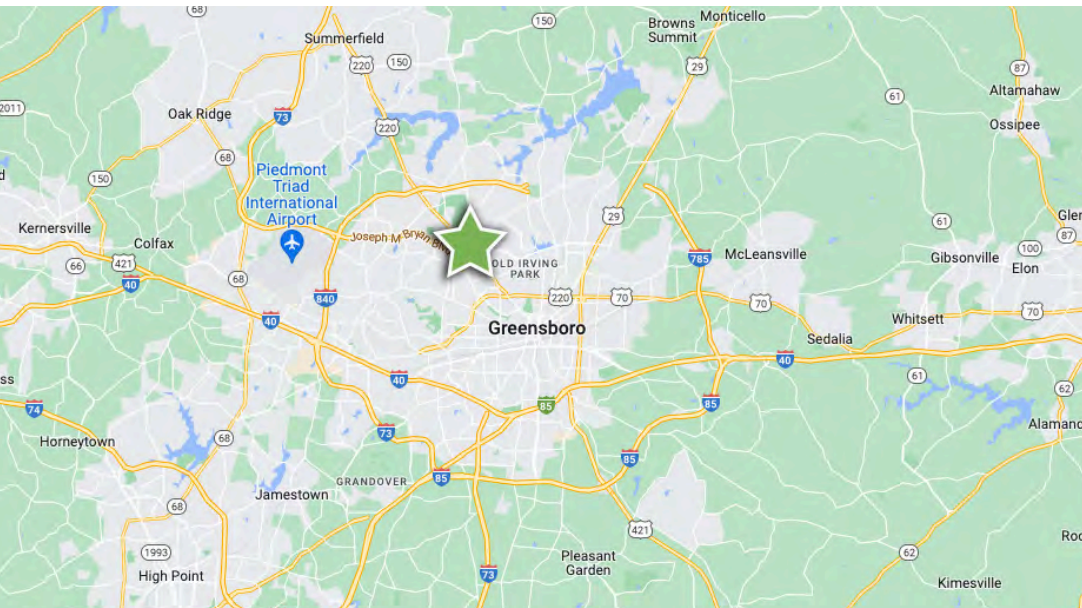 68
150
Monticello
Browns
Summit
Summerfield
220
150
29
87
61
Altamahaw
2011
Oak Ridge
73
220
Ossipee
68
Piedmont
Triad
International
Airport
150
29
61
Kernersville
Joseph M Bryan
Colfax
66
421
40
68
OLD IRVING
PARK
785
McLeansville
100
87
Gibsonville
Elon
840
220
70
70
70
40
Greensboro
Whitsett
Sedalia
40
40
61
62
74
85
85
Horneytown
68
73
85
Alamanc
GRANDOVER
85
Jamestown
68
421
1993
High Point
73
Pleasant
Garden
62
Kimesville